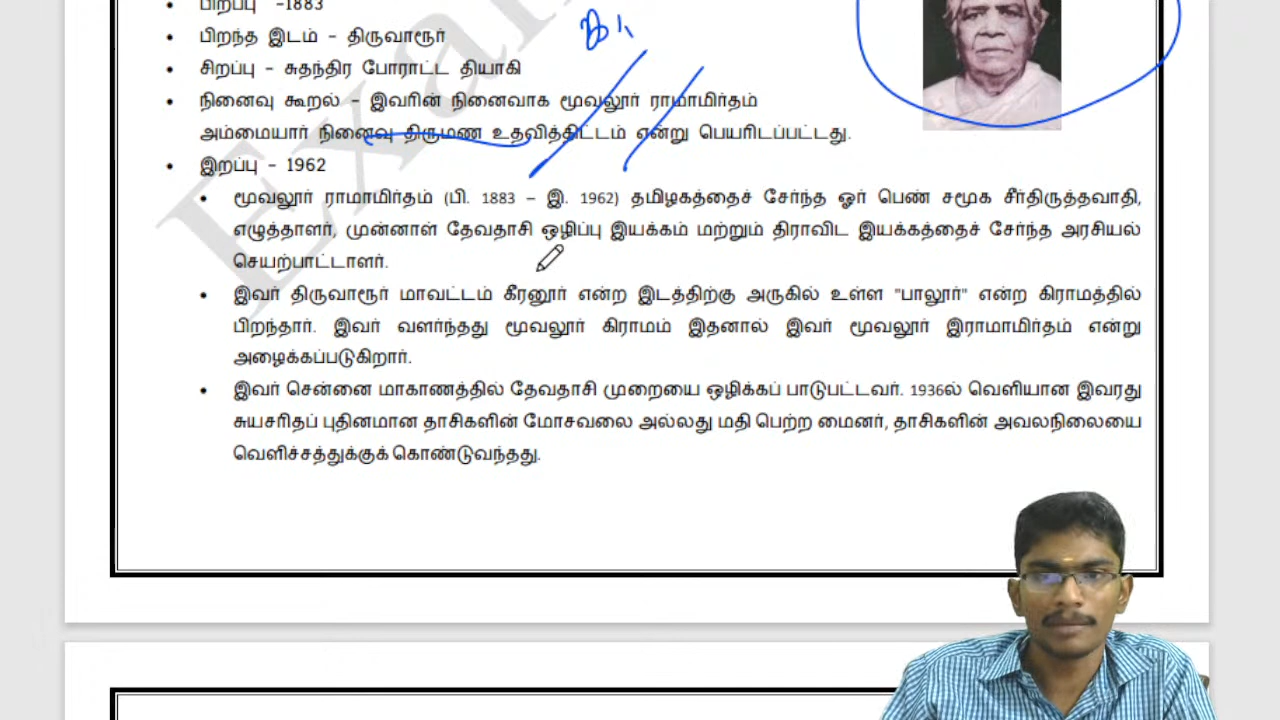 பிறப்பு -1883
பிறந்த இடம் - திருவாரூர்
சிறப்பு - சுதந்திர போராட்ட தியாகி
நினைவு கூறல் - இவரின் நினைவாக மூவலூர் ராமாமிர்தம்
அம்மையார் நினைவு திருமண உதவித்திட்டம் என்று பெயரிடப்பட்டது.
இறப்பு - 1962
மூவலூர் ராமாமிர்தம் (பி. 1883 – இ. 1962) தமிழகத்தைச் சேர்ந்த ஓர் பெண் சமூக சீர்திருத்தவாதி,
எழுத்தாளர், முன்னாள் தேவதாசி ஒழிப்பு இயக்கம் மற்றும் திராவிட இயக்கத்தைச் சேர்ந்த அரசியல்
செயற்பாட்டாளர்.
இவர் திருவாரூர் மாவட்டம் கீரனூர் என்ற இடத்திற்கு அருகில் உள்ள "பாலூர்" என்ற கிராமத்தில்
பிறந்தார். இவர் வளர்ந்தது மூவலூர் கிராமம் இதனால் இவர் மூவலூர் இராமாமிர்தம் என்று
அழைக்கப்படுகிறார்.
இவர் சென்னை மாகாணத்தில் தேவதாசி முறையை ஒழிக்கப் பாடுபட்டவர். 1936ல் வெளியான இவரது
சுயசரிதப் புதினமான தாசிகளின் மோசவலை அல்லது மதி பெற்ற மைனர், தாசிகளின் அவலநிலையை
வெளிச்சத்துக்குக் கொண்டுவந்தது.
Exam